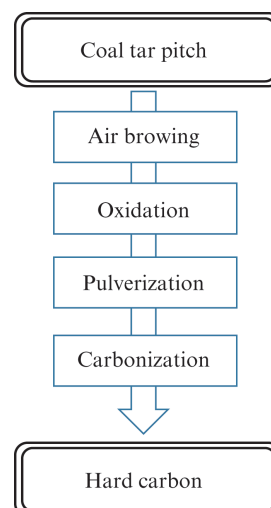 Coal tar pitch
Air browing
Oxidation
Pulverization
Carbonization
Hard carbon